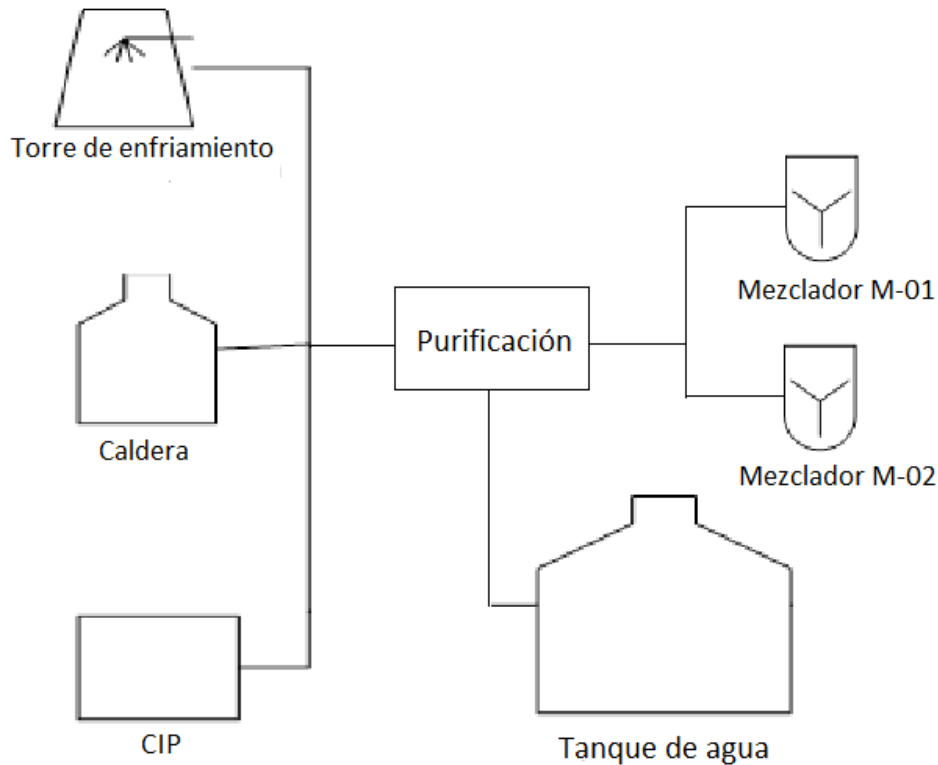 Torre de enfriamiento
Mezclador M-01
Purificación
Caldera
Mezclador M-02
CIP
Tanque de agua